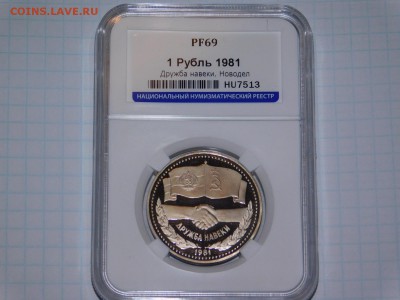 COINS.LAVE.RU
PF69
1 Рубль 1981
Дружба навеки. Новодел
HU7513
НАЦИОНАЛЬНЫЙ НУМИЗМАТИЧЕСКИЙ РЕЕСТР
ДРУЖБА НАВЕКИ
1981